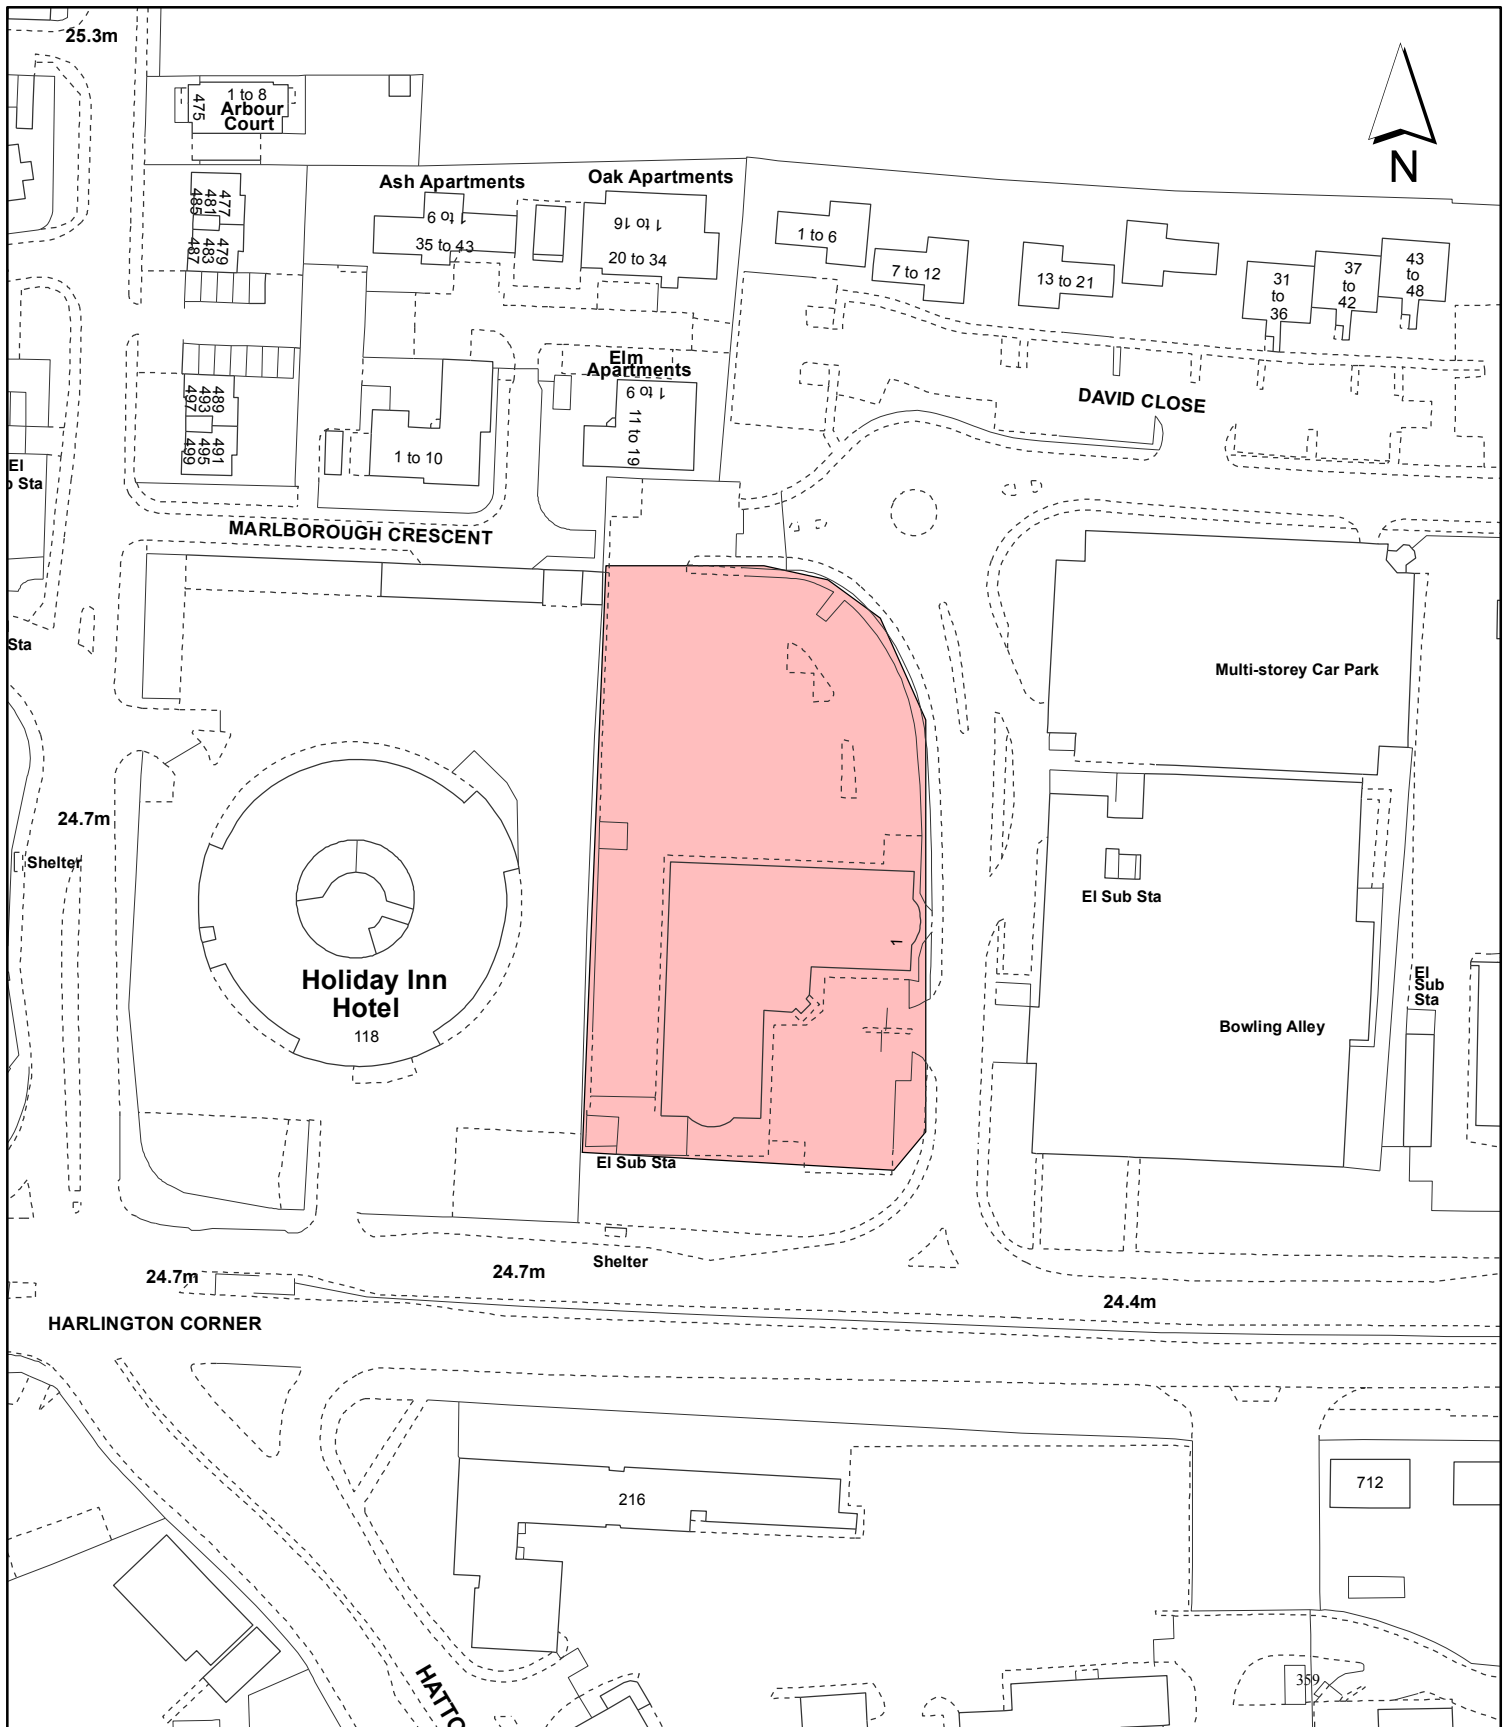 25.3m
N
1 to 8
475
Arbour
Court
Ash Apartments
Oak Apartments
477
481
485
479
483
487
1 to 9
35 to 43
1 to 16
20 to 34
1 to 6
7 to 12
13 to 21
31
to
36
37
to
42
43
to
48
Elm
Apartments
1 to 9
11 to 19
DAVID CLOSE
489
493
497
491
495
499
1 to 10
El
b Sta
MARLBOROUGH CRESCENT
Sta
Multi-storey Car Park
24.7m
Shelter
El Sub Sta
1
Holiday Inn
Hotel
118
El
Sub
Sta
Bowling Alley
El Sub Sta
Shelter
24.7m
24.7m
24.4m
HARLINGTON CORNER
216
712
HATTO
359